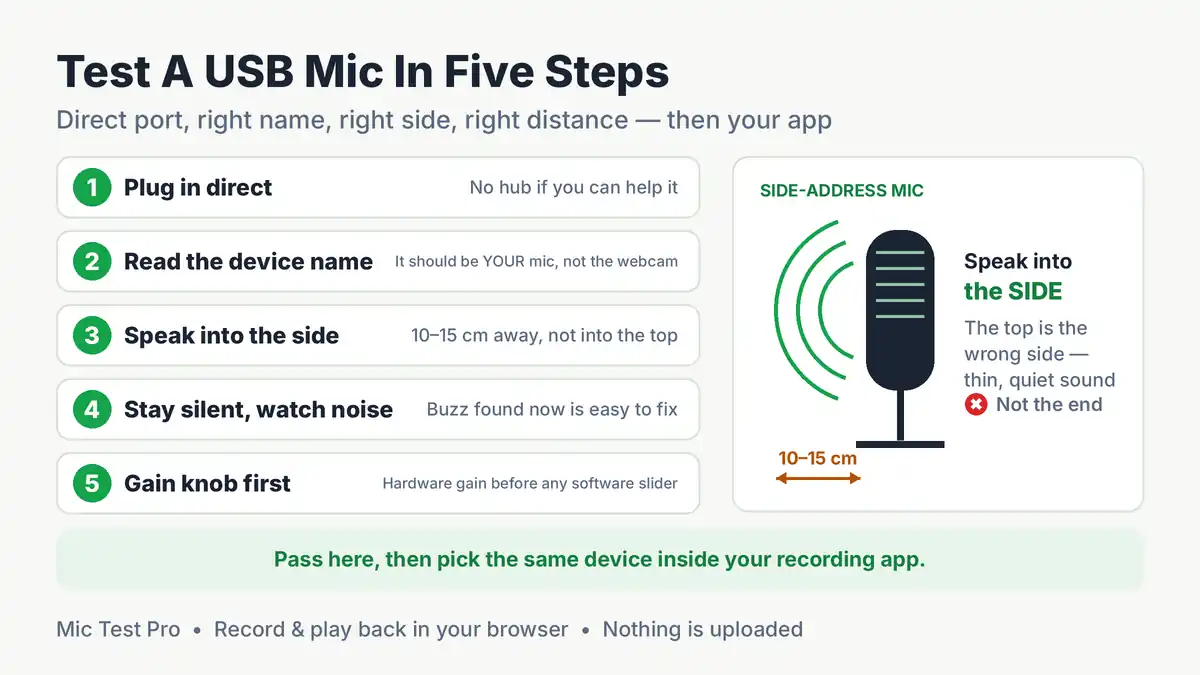 Test A USB Mic In Five Steps
Direct port, right name, right side, right distance — then your app
1 Plug in direct No hub if you can help it
2 Read the device name It should be YOUR mic, not the webcam
3 Speak into the side 10–15 cm away, not into the top
4 Stay silent, watch noise Buzz found now is easy to fix
5 Gain knob first Hardware gain before any software slider
SIDE-ADDRESS MIC
Speak into
the SIDE
The top is the
wrong side —
thin, quiet sound
Not the end
10–15 cm
Pass here, then pick the same device inside your recording app.
Mic Test Pro • Record & play back in your browser • Nothing is uploaded